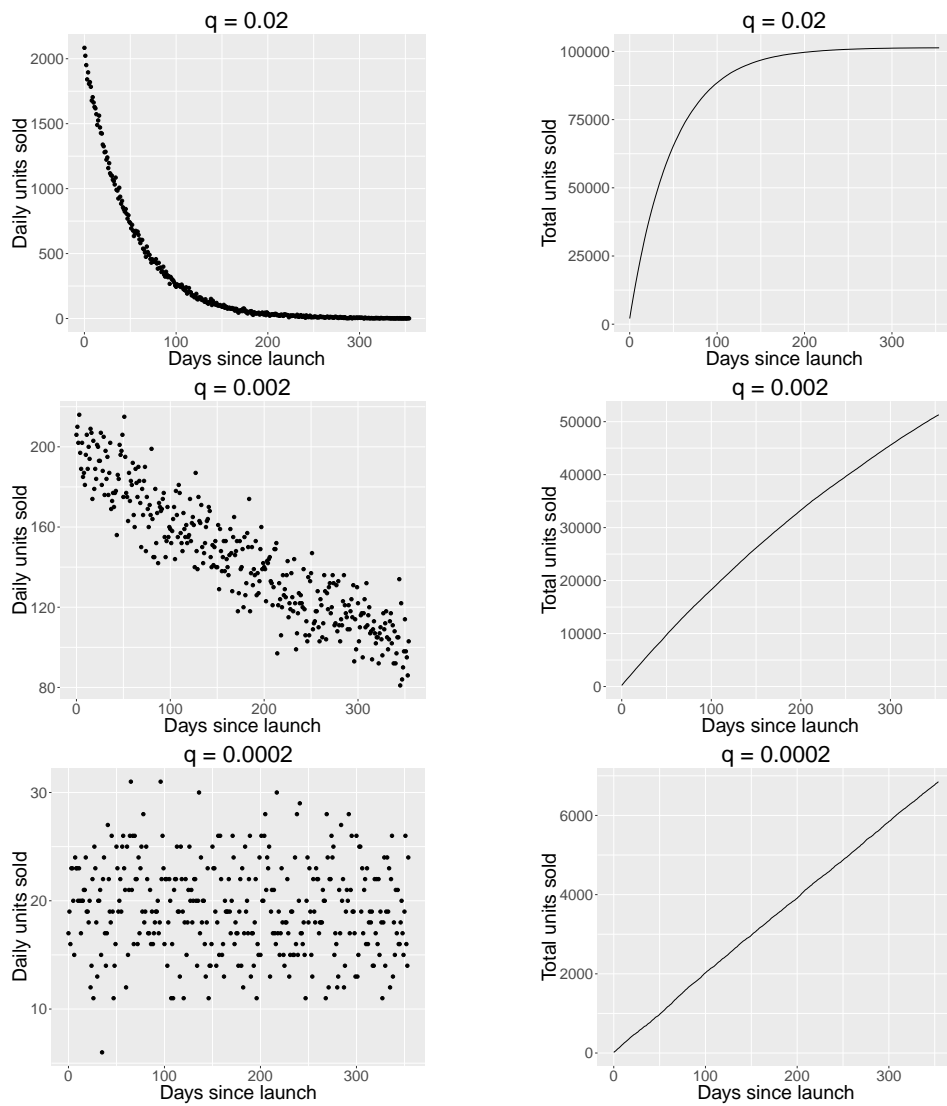 q = 0.02
2000
1500
1000
500
0
Daily units sold
0 100 200 300
Days since launch
q = 0.02
100000
75000
50000
25000
0
Total units sold
0 100 200 300
Days since launch
q = 0.002
200
160
120
80
Daily units sold
0 100 200 300
Days since launch
q = 0.002
50000
40000
30000
20000
10000
0
Total units sold
0 100 200 300
Days since launch
q = 0.0002
30
20
10
Daily units sold
0 100 200 300
Days since launch
q = 0.0002
6000
4000
2000
0
Total units sold
0 100 200 300
Days since launch